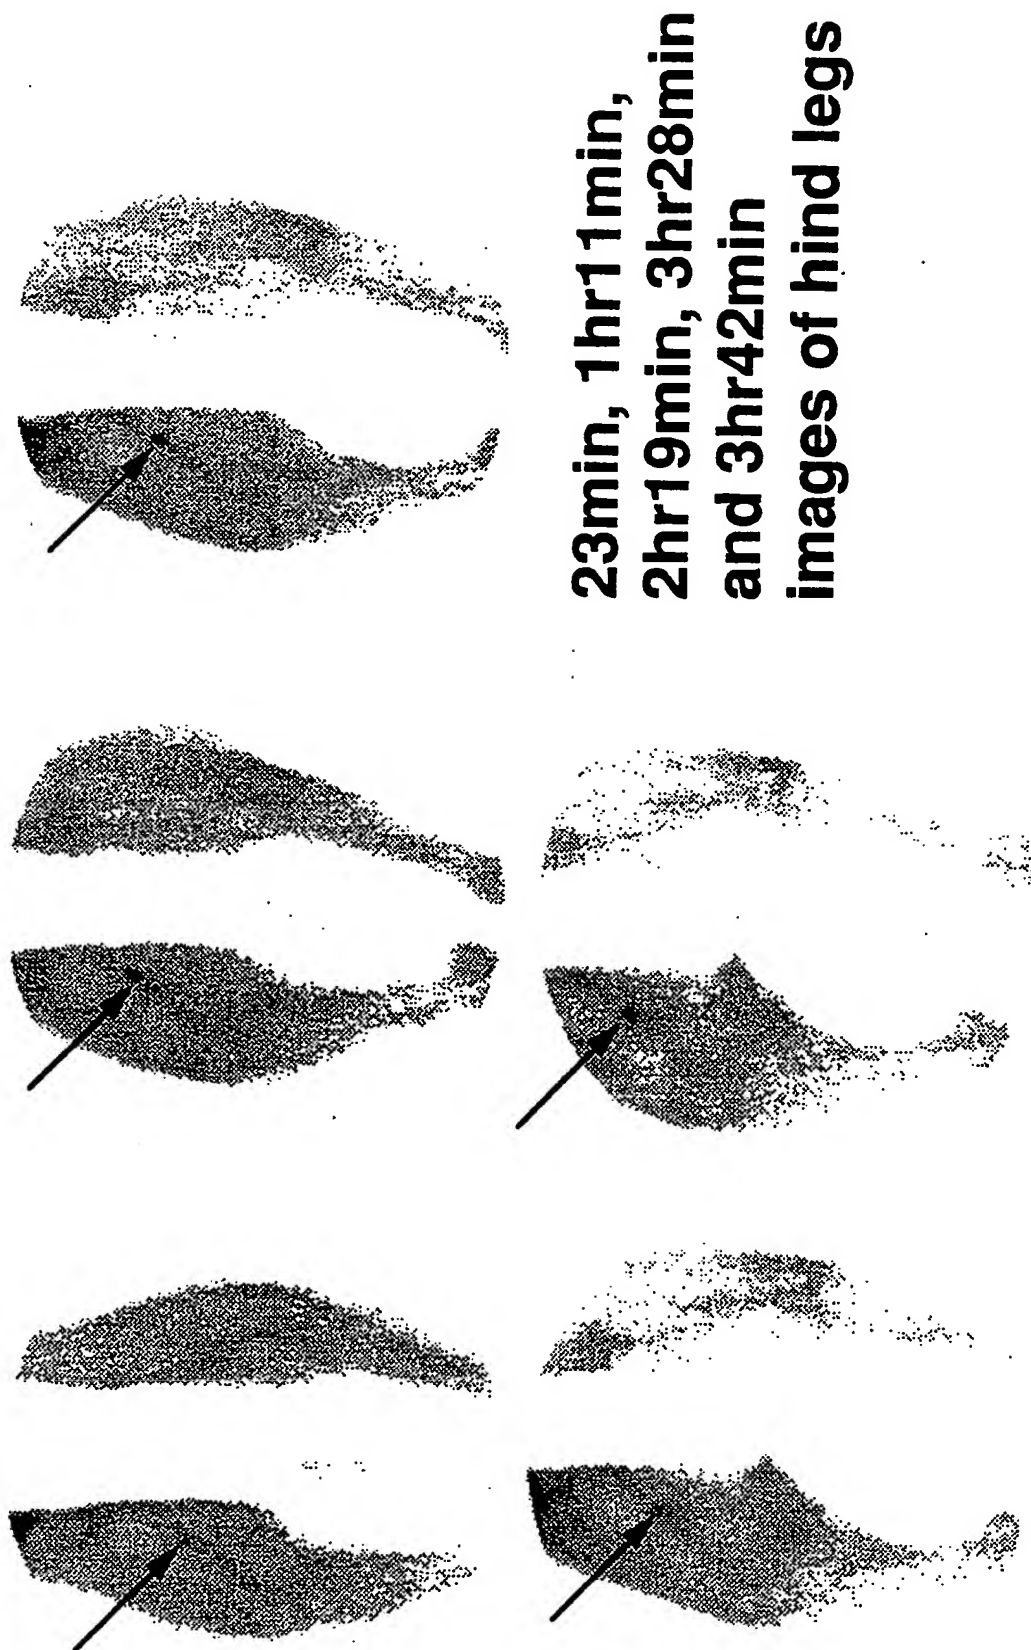 23min, 1hr11min,
2hr19min, 3hr28min
and 3hr42min
images of hind legs